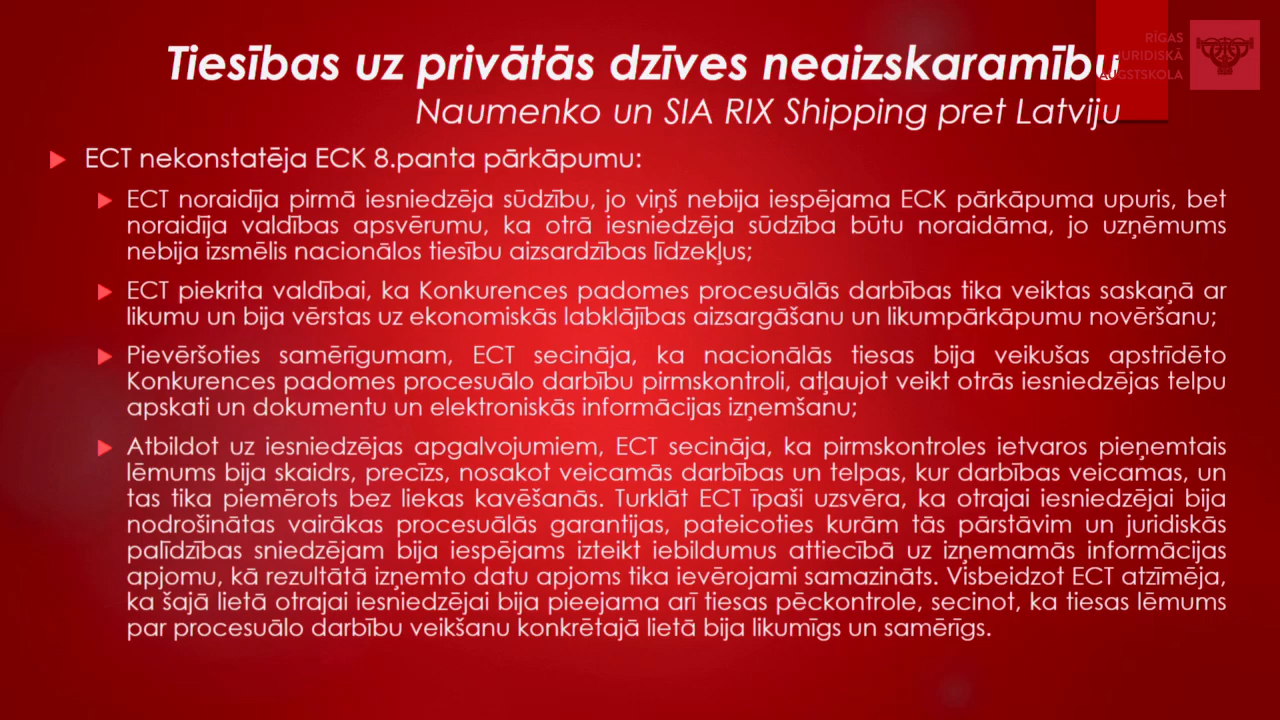 Tiesības uz privātās dzīves neaizskaramību
RĪGAS
JURIDISKĀ
AUGSTSKOLA
Naumenko un SIA RIX Shipping pret Latviju
ECT nekonstatēja ECK 8.panta pārkāpumu:
ECT noraidīja pirmā iesniedzēja sūdzību, jo viņš nebija iespējama ECK pārkāpuma upuris, bet
noraidīja valdības apsvērumu, ka otrā iesniedzēja sūdzība būtu noraidāma, jo uzņēmums
nebija izsmēlis nacionālos tiesību aizsardzības līdzekļus;
ECT piekrita valdībai, ka Konkurences padomes procesuālās darbības tika veiktas saskaņā ar
likumu un bija vērstas uz ekonomiskās labklājības aizsargāšanu un likumpārkāpumu novēršanu;
Pievēršoties samērīgumam, ECT secināja, ka nacionālās tiesas bija veikušas apstrīdēto
Konkurences padomes procesuālo darbību pirmskontroli, atļaujot veikt otrās iesniedzējas telpu
apskati un dokumentu un elektroniskās informācijas izņemšanu;
Atbildot uz iesniedzējas apgalvojumiem, ECT secināja, ka pirmskontroles ietvaros pieņemtais
lēmums bija skaidrs, precīzs, nosakot veicamās darbības un telpas, kur darbības veicamas, un
tas tika piemērots bez liekas kavēšanās. Turklāt ECT īpaši uzsvēra, ka otrajai iesniedzējai bija
nodrošinātas vairākas procesuālās garantijas, pateicoties kurām tās pārstāvim un juridiskās
palīdzības sniedzējam bija iespējams izteikt iebildumus attiecībā uz izņemamās informācijas
apjomu, kā rezultātā izņemto datu apjoms tika ievērojami samazināts. Visbeidzot ECT atzīmēja,
ka šajā lietā otrajai iesniedzējai bija pieejama arī tiesas pēckontrole, secinot, ka tiesas lēmums
par procesuālo darbību veikšanu konkrētajā lietā bija likumīgs un samērīgs.